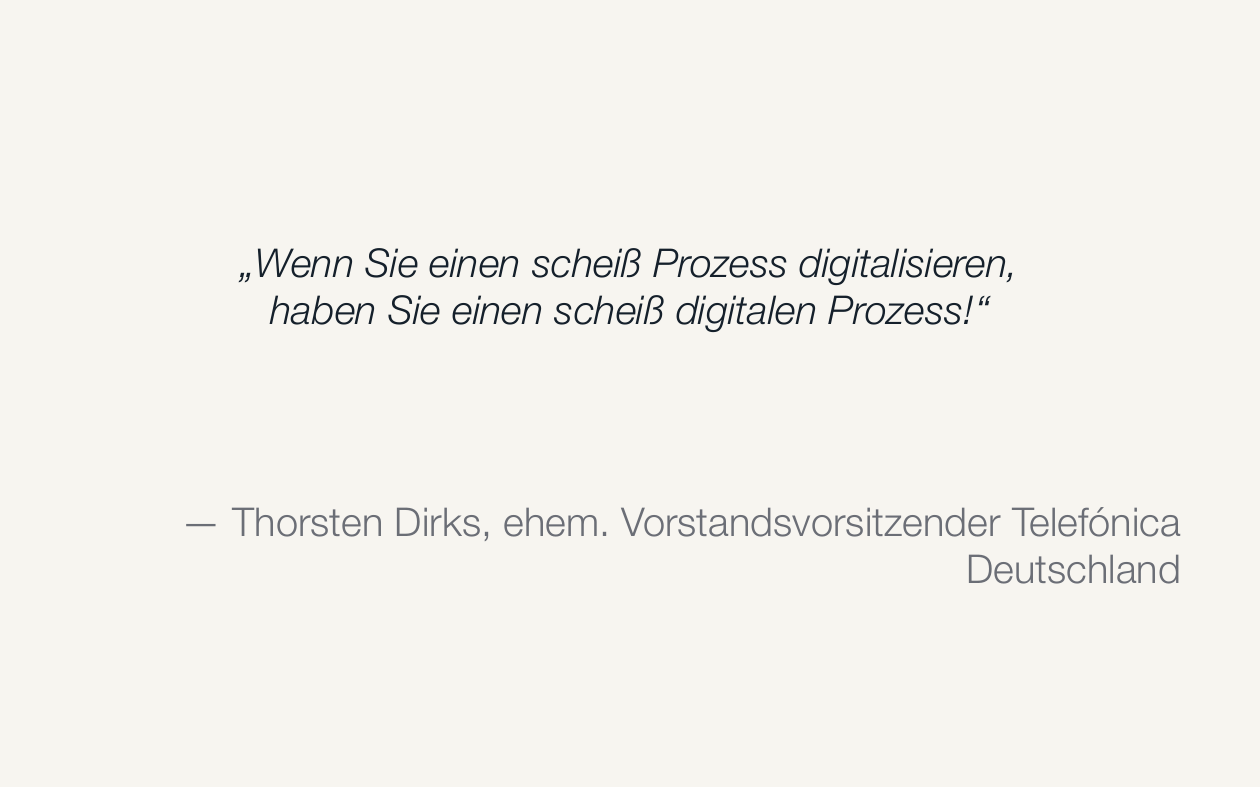 „Wenn Sie einen scheiß Prozess digitalisieren,
haben Sie einen scheiß digitalen Prozess!“
— Thorsten Dirks, ehem. Vorstandsvorsitzender Telefónica
Deutschland